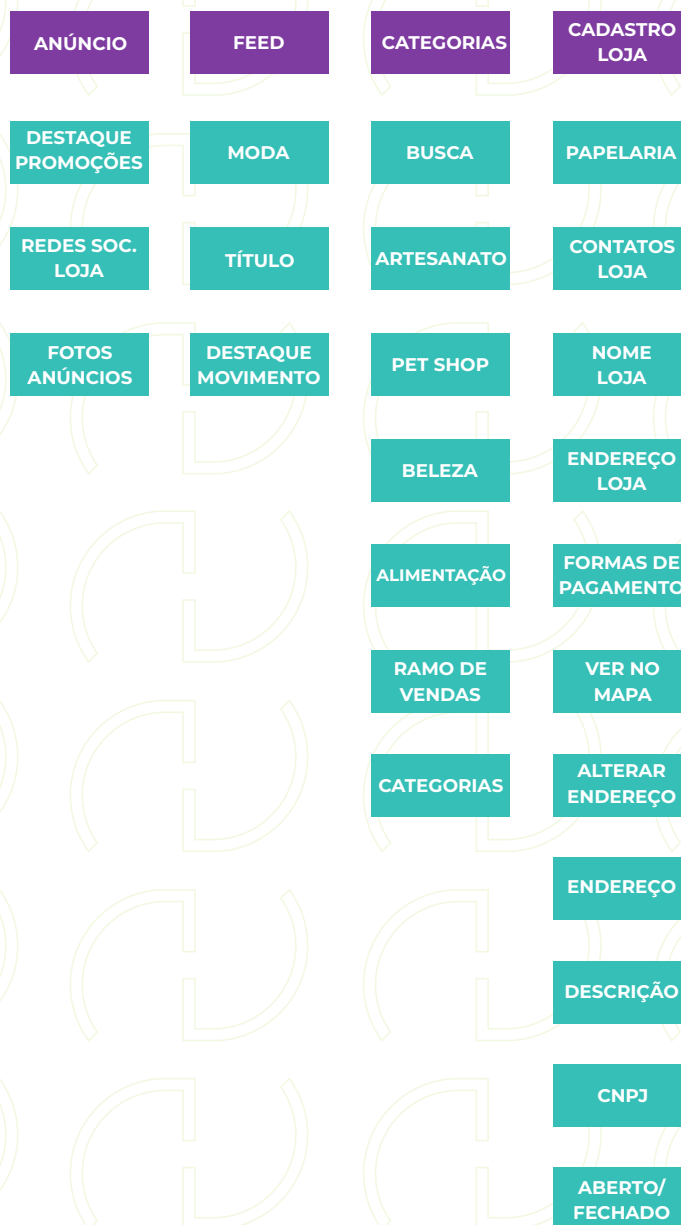 ANÚNCIO
FEED
CATEGORIAS
CADASTRO
LOJA
DESTAQUE
PROMOÇÕES
MODA
BUSCA
PAPELARIA
REDES SOC.
LOJA
TÍTULO
ARTESANATO
CONTATOS
LOJA
FOTOS
ANÚNCIOS
DESTAQUE
MOVIMENTO
PET SHOP
NOME
LOJA
BELEZA
ENDEREÇO
LOJA
ALIMENTAÇÃO
FORMAS DE
PAGAMENTO
RAMO DE
VENDAS
VER NO
MAPA
CATEGORIAS
ALTERAR
ENDEREÇO
ENDEREÇO
DESCRIÇÃO
CNPJ
ABERTO/
FECHADO